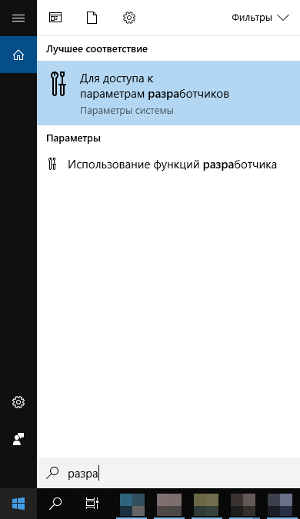 Фильтры
Лучшее соответствие
Для доступа к
параметрам разработчиков
Параметры системы
Параметры
Использование функций разработчика
разра